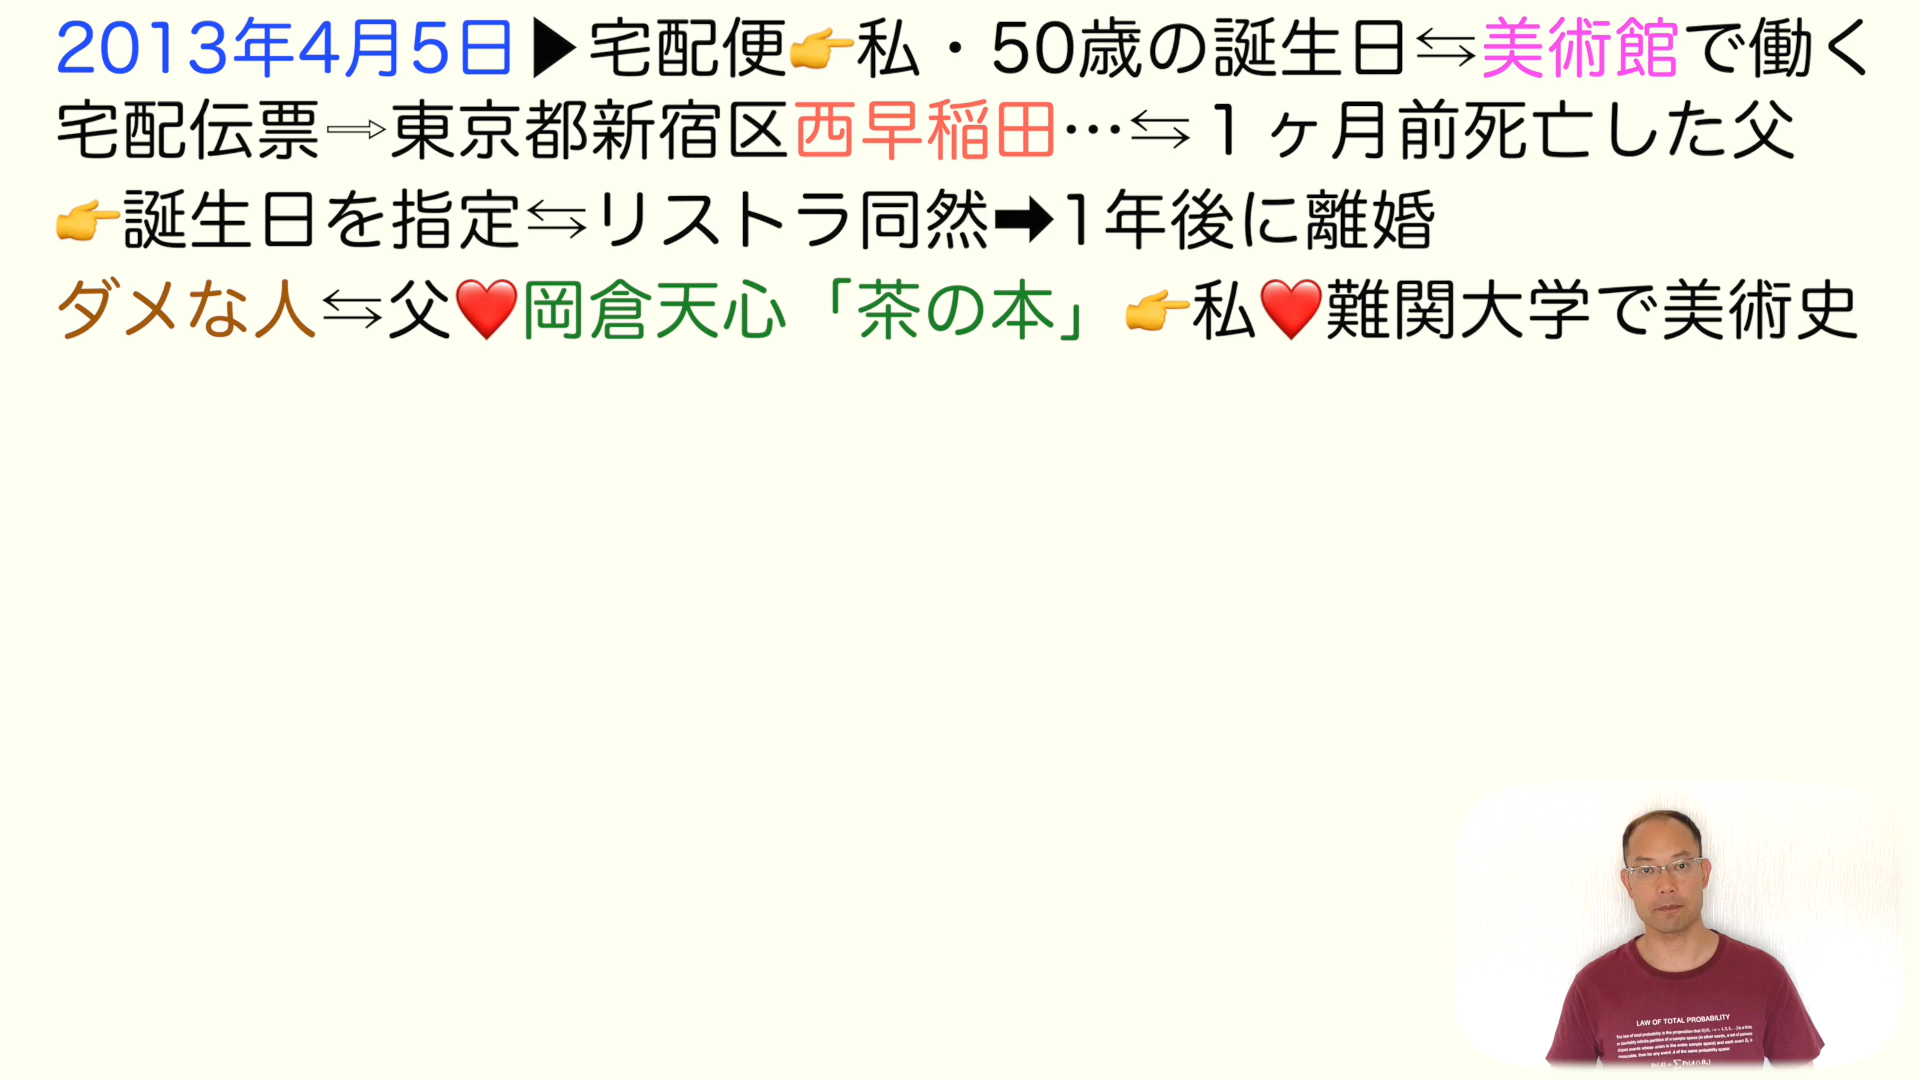 2013年4月5日▶宅配便👉私・50歳の誕生日⇆美術館で働く
宅配伝票⇨東京都新宿区西早稲田…⇆１ヶ月前死亡した父
👉誕生日を指定⇆リストラ同然➡1年後に離婚
ダメな人⇆父❤️岡倉天心「茶の本」👉私❤️難関大学で美術史
LAW OF TOTAL PROBABILITY